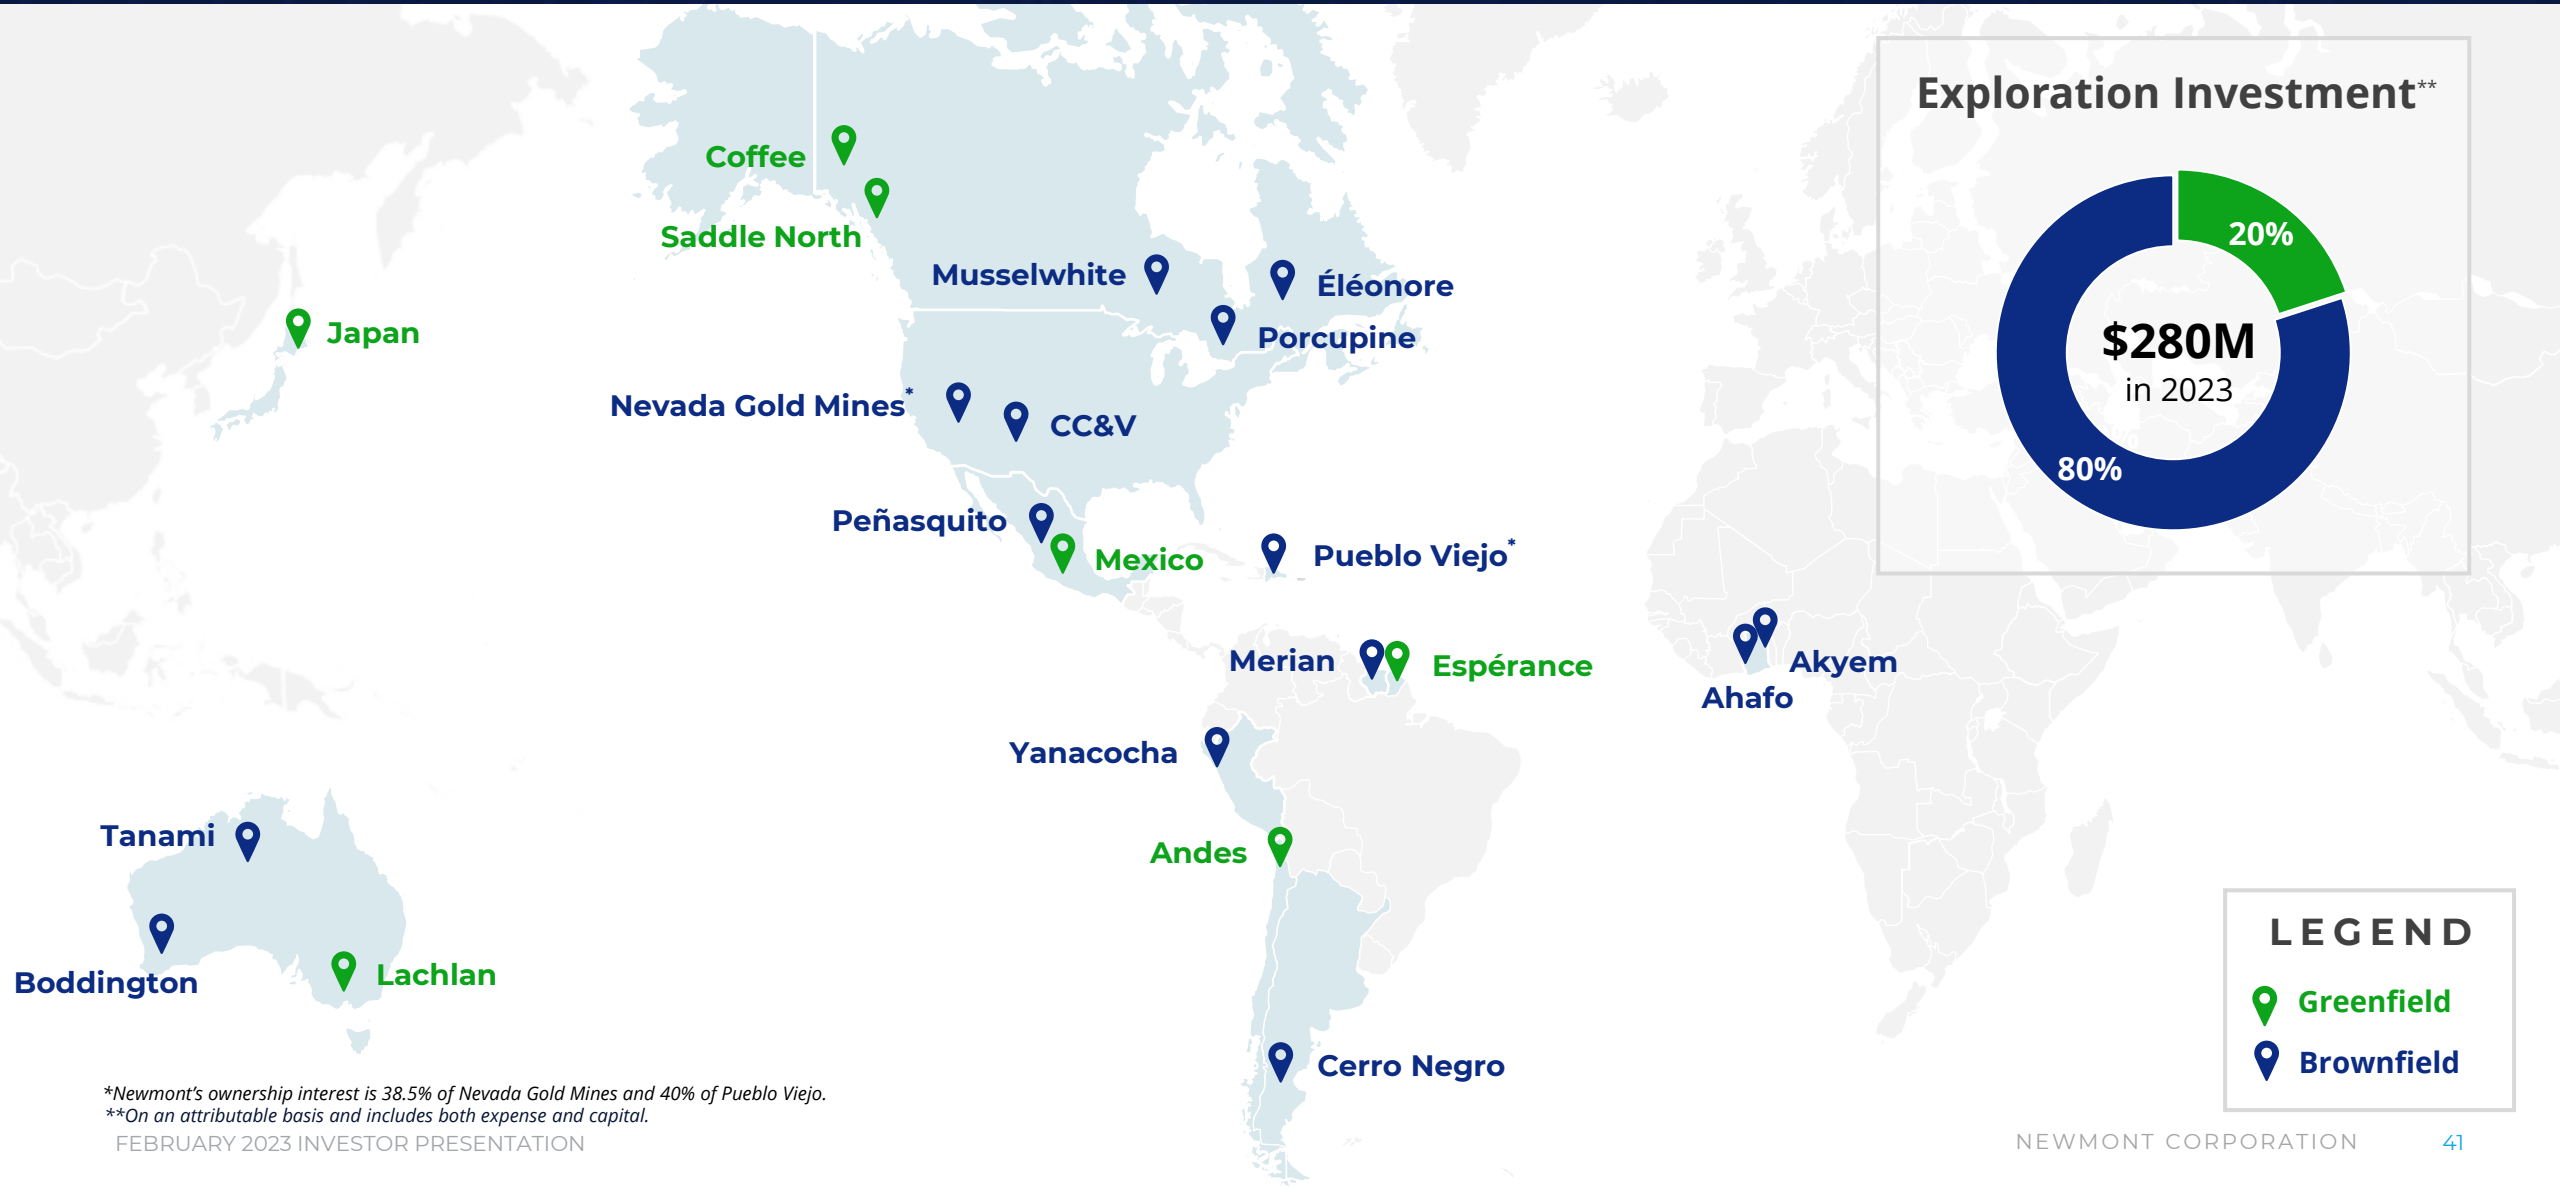 Exploration Investment**
20%
$280M
in 2023
80%
Coffee
Saddle North
Musselwhite
Éléonore
Porcupine
Japan
Nevada Gold Mines*
CC&V
Peñasquito
Mexico
Pueblo Viejo*
Merian
Espérance
Akyem
Ahafo
Yanacocha
Tanami
Andes
Boddington
Lachlan
Cerro Negro
LEGEND
Greenfield
Brownfield
*Newmont’s ownership interest is 38.5% of Nevada Gold Mines and 40% of Pueblo Viejo.
**On an attributable basis and includes both expense and capital.
FEBRUARY 2023 INVESTOR PRESENTATION
NEWMONT CORPORATION 41